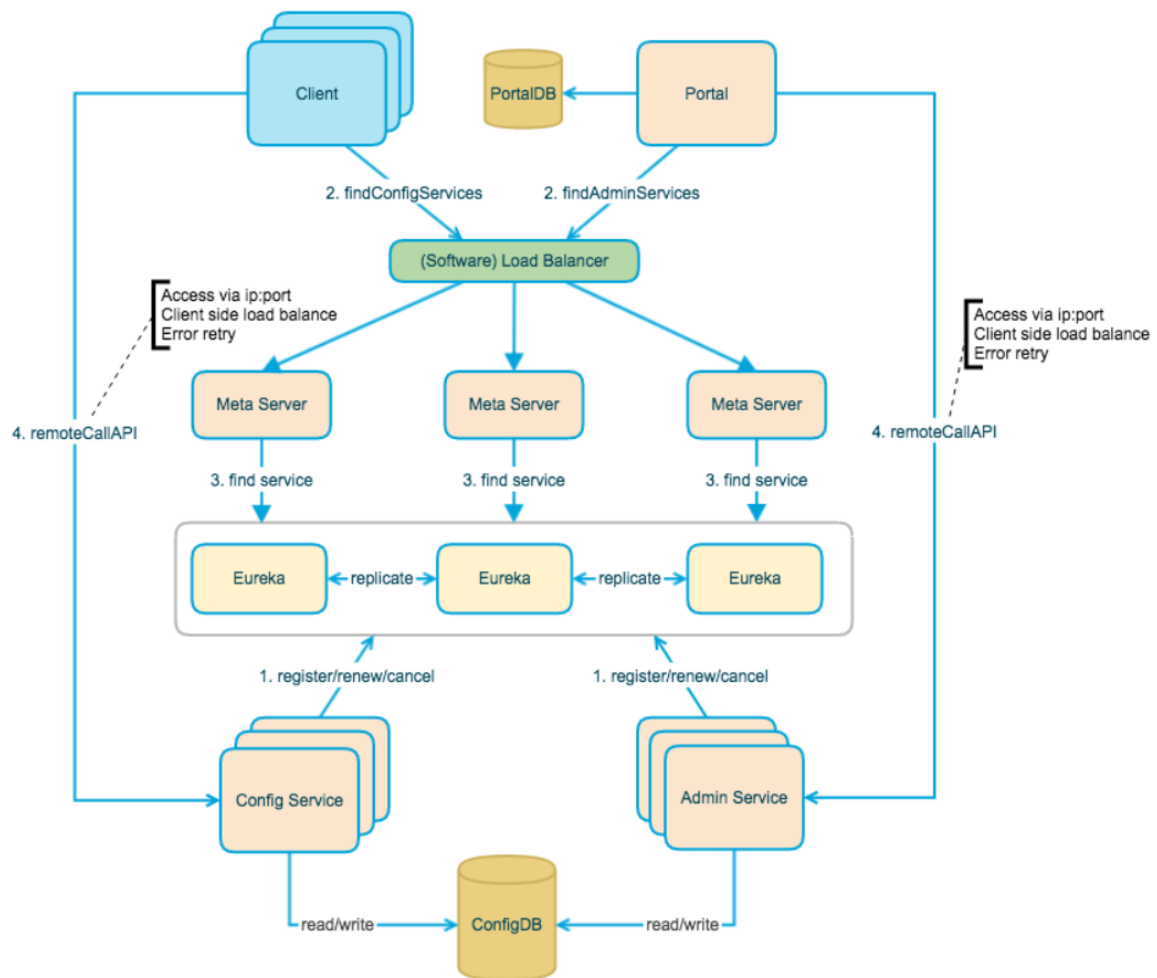 Client
PortalDB
Portal
2. findConfigServices
2. findAdminServices
(Software) Load Balancer
Access via ip:port
Client side load balance
Error retry
Access via ip:port
Client side load balance
Error retry
Meta Server
Meta Server
Meta Server
4. remoteCallAPI
4. remoteCallAPI
3. find service
3. find service
3. find service
Eureka
replicate
Eureka
replicate
Eureka
1. register/renew/cancel
1. register/renew/cancel
Config Service
Admin Service
read/write
ConfigDB
read/write